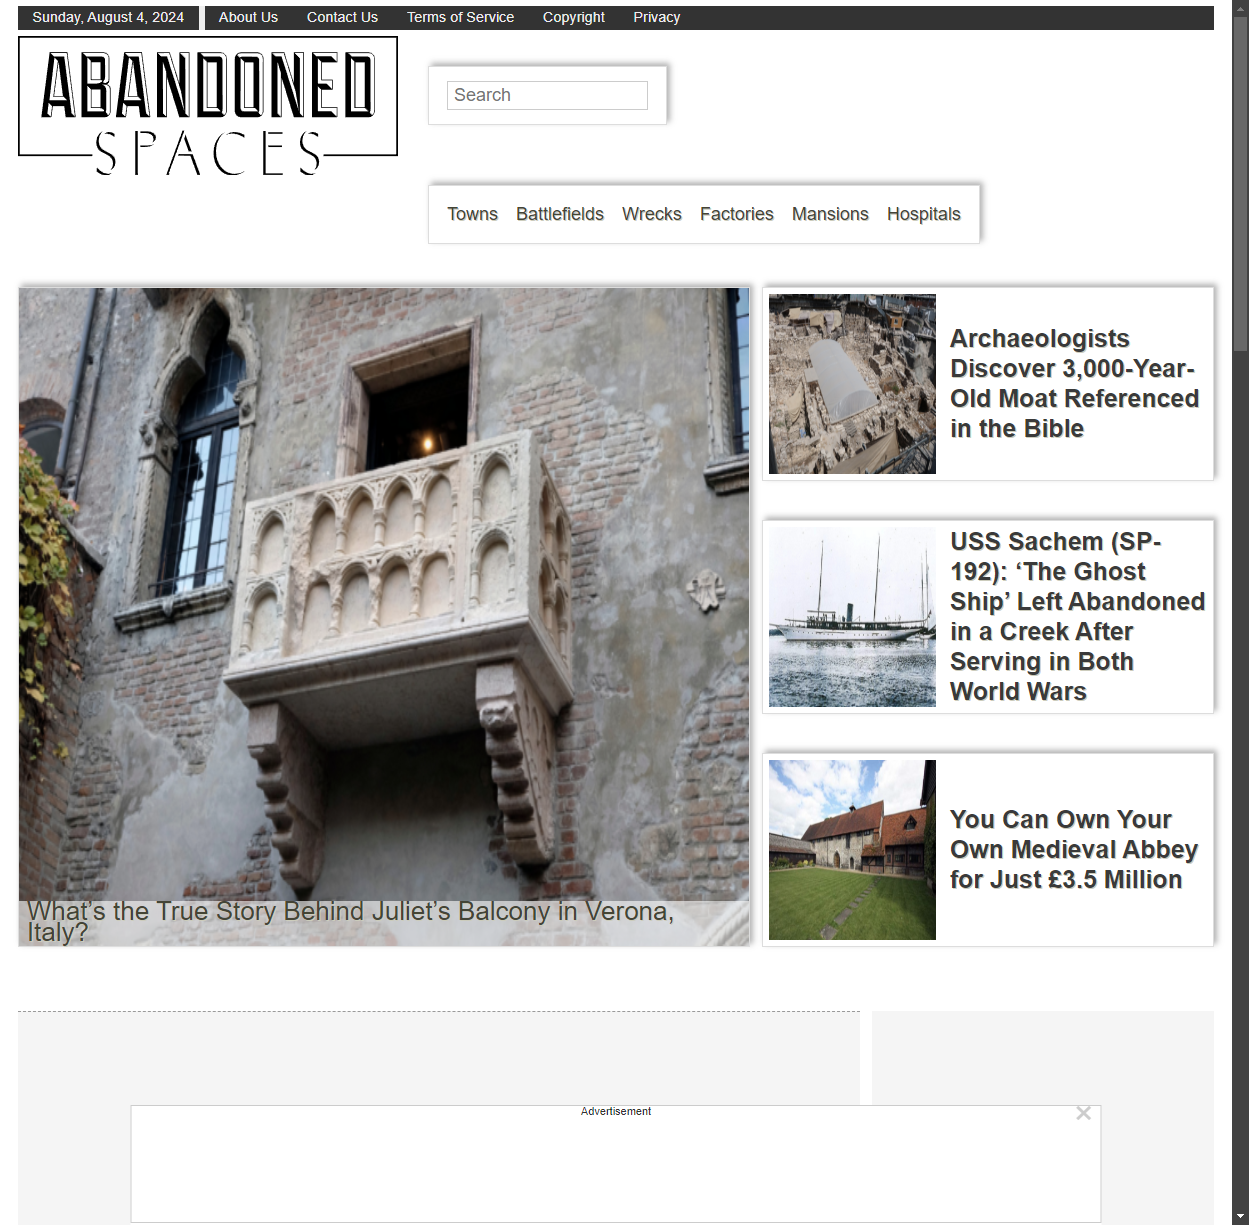 Sunday, August 4, 2024
About Us Contact Us Terms of Service Copyright Privacy
ABANDONED
SPACES
Search
Towns Battlefields Wrecks Factories Mansions Hospitals
What’s the True Story Behind Juliet’s Balcony in Verona,
Italy?
Archaeologists
Discover 3,000-Year-
Old Moat Referenced
in the Bible
USS Sachem (SP-
192): ‘The Ghost
Ship’ Left Abandoned
in a Creek After
Serving in Both
World Wars
You Can Own Your
Own Medieval Abbey
for Just £3.5 Million
Advertisement